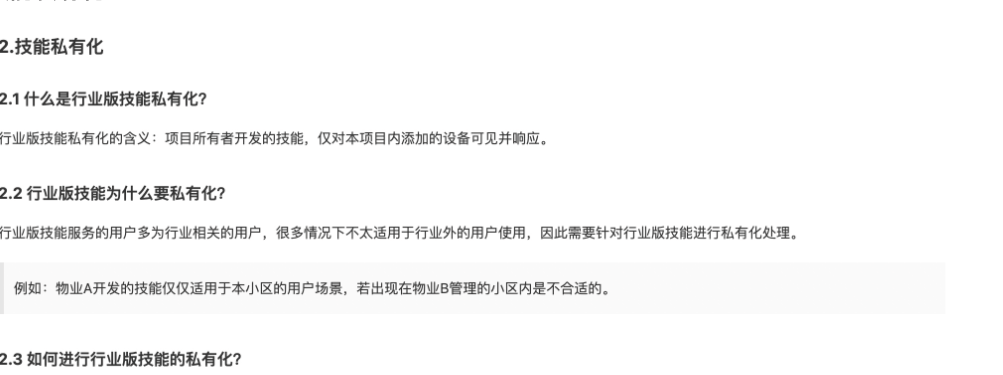 2.技能私有化
2.1 什么是行业版技能私有化?
行业版技能私有化的含义：项目所有者开发的技能，仅对本项目内添加的设备可见并响应。
2.2 行业版技能为什么要私有化?
行业版技能服务的用户多为行业相关的用户，很多情况下不太适用于行业外的用户使用，因此需要针对行业版技能进行私有化处理。
例如：物业A开发的技能仅仅适用于本小区的用户场景，若出现在物业B管理的小区内是不合适的。
2.3 如何进行行业版技能的私有化?